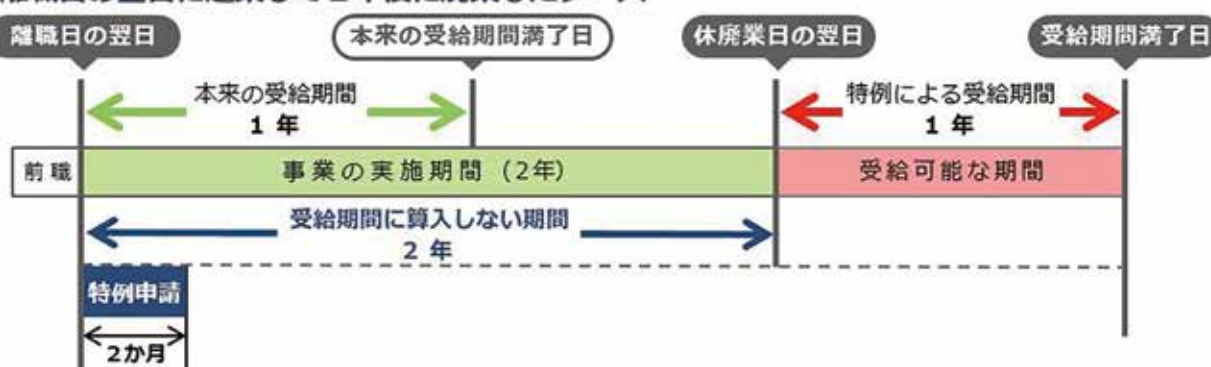 離職日の翌日
本来の受給期間満了日
休廃業日の翌日
受給期間満了日
本来の受給期間
1 年
特例による受給期間
1 年
前職
事業の実施期間 (2年)
受給可能な期間
受給期間に算入しない期間
2 年
特例申請
2か月